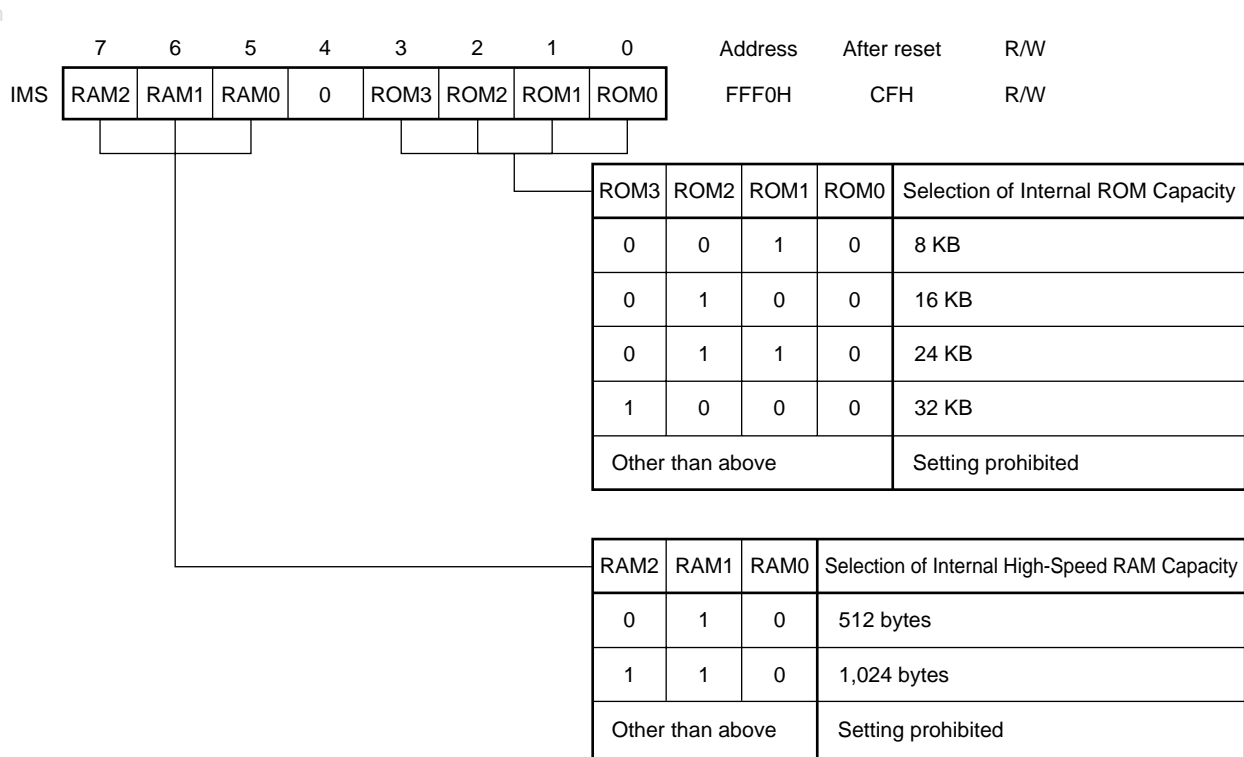 7 6 5 4 3 2 1 0 Address After reset R/W
IMS RAM2 RAM1 RAM0 0 ROM3 ROM2 ROM1 ROM0 FFF0H CFH R/W
ROM3 ROM2 ROM1 ROM0 Selection of Internal ROM Capacity
0 0 1 0 8 KB
0 1 0 0 16 KB
0 1 1 0 24 KB
1 0 0 0 32 KB
Other than above Setting prohibited
RAM2 RAM1 RAM0 Selection of Internal High-Speed RAM Capacity
0 1 0 512 bytes
1 1 0 1,024 bytes
Other than above Setting prohibited